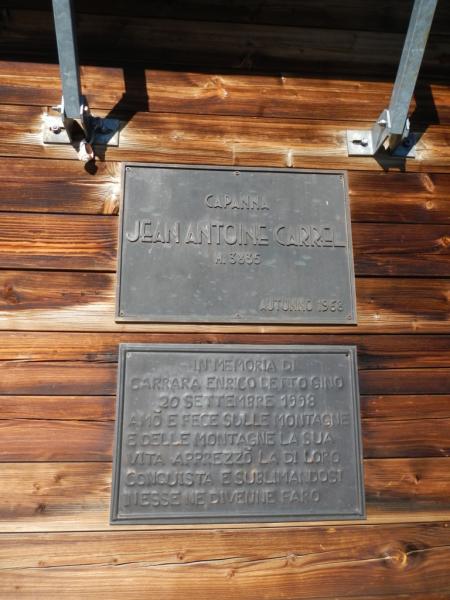 CAPANNA
JEAN ANTOINE CARREL
M. 3835
AUTUNNO 1968
IN MEMORIA DI
CARRARA ENRICO DETTO GINO
20 SETTEMBRE 1998
AMÒ E FECE SULLE MONTAGNE
E DELLE MONTAGNE LA SUA
VITA APPREZZÒ LA DI LORO
CONQUISTA E SUBLIMANDOSI
IN ESSE NE DIVENNE FARO